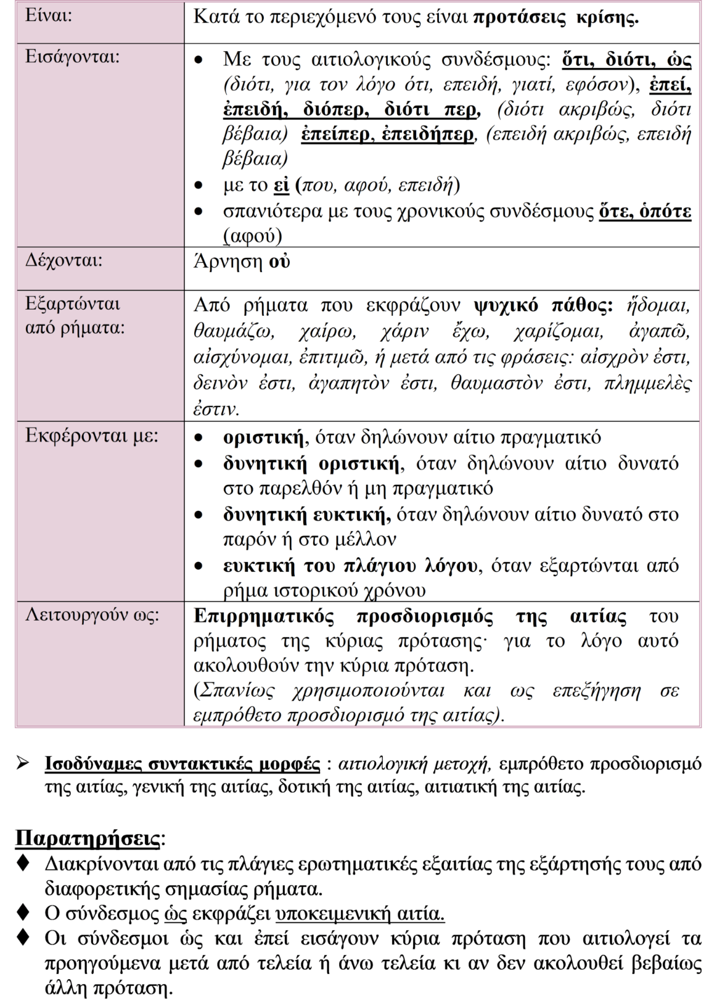 Είναι:
Κατά το περιεχόμενό τους είναι προτάσεις κρίσης.
Εισάγονται:
● Με τους αιτιολογικούς συνδέσμους: ὅτι, διότι, ὡς
(διότι, για τον λόγο ότι, επειδή, γιατί, εφόσον), ἐπεί,
ἐπειδή, διόπερ, διότι περ, (διότι ακριβώς, διότι
βέβαια) ἐπείπερ, ἐπειδήπερ, (επειδή ακριβώς, επειδή
βέβαια)
● με το εἰ (που, αφού, επειδή)
● σπανιότερα με τους χρονικούς συνδέσμους ὅτε, ὁπότε
(αφού)
Δέχονται:
Άρνηση οὐ
Εξαρτώνται
από ρήματα:
Από ρήματα που εκφράζουν ψυχικό πάθος: ἥδομαι,
θαυμάζω, χαίρω, χάριν ἔχω, χαρίζομαι, ἀγαπῶ,
αἰσχύνομαι, ἐπιτιμῶ, ή μετά από τις φράσεις: αἰσχρὸν ἐστι,
δεινὸν ἐστι, ἀγαπητὸν ἐστι, θαυμαστὸν ἐστι, πλημμελὲς
ἐστιν.
Εκφέρονται με:
● οριστική, όταν δηλώνουν αίτιο πραγματικό
● δυνητική οριστική, όταν δηλώνουν αίτιο δυνατό
στο παρελθόν ή μη πραγματικό
● δυνητική ευκτική, όταν δηλώνουν αίτιο δυνατό στο
παρόν ή στο μέλλον
● ευκτική του πλάγιου λόγου, όταν εξαρτώνται από
ρήμα ιστορικού χρόνου
Λειτουργούν ως:
Επιρρηματικός προσδιορισμός της αιτίας του
ρήματος της κύριας πρότασης· για το λόγο αυτό
ακολουθούν την κύρια πρόταση.
(Σπανίως χρησιμοποιούνται και ως επεξήγηση σε
εμπρόθετο προσδιορισμό της αιτίας).
➢ Ισοδύναμες συντακτικές μορφές : αιτιολογική μετοχή, εμπρόθετο προσδιορισμό
της αιτίας, γενική της αιτίας, δοτική της αιτίας, αιτιατική της αιτίας.
Παρατηρήσεις:
♦ Διακρίνονται από τις πλάγιες ερωτηματικές εξαιτίας της εξάρτησής τους από
διαφορετικής σημασίας ρήματα.
♦ Ο σύνδεσμος ὡς εκφράζει υποκειμενική αιτία.
♦ Οι σύνδεσμοι ὡς και ἐπεί εισάγουν κύρια πρόταση που αιτιολογεί τα
προηγούμενα μετά από τελεία ή άνω τελεία κι αν δεν ακολουθεί βεβαίως
άλλη πρόταση.